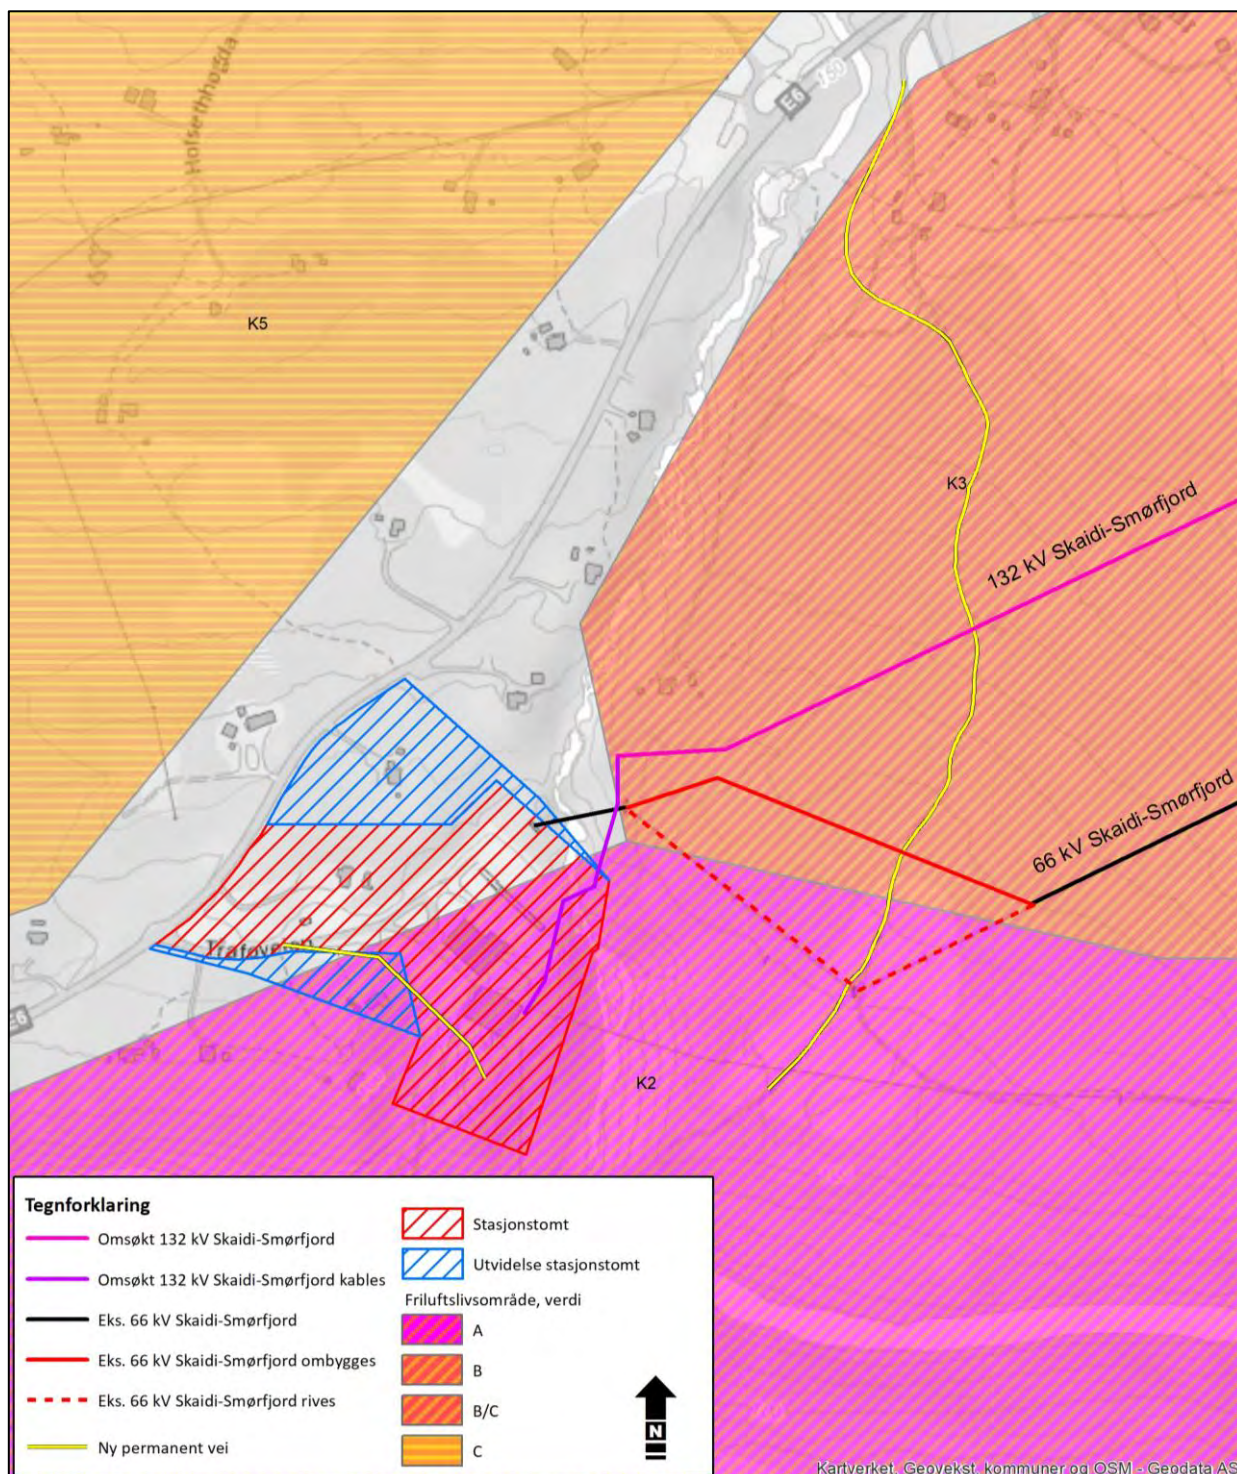 Hofsethhøgda
150
E6
K5
K3
132 kV Skaidi-Smørfjord
66 kV Skaidi-Smørfjord
Trafoveien
E6
K2
Tegnforklaring
Omsøkt 132 kV Skaidi-Smørfjord
Omsøkt 132 kV Skaidi-Smørfjord kables
Eks. 66 kV Skaidi-Smørfjord
Eks. 66 kV Skaidi-Smørfjord ombygges
Eks. 66 kV Skaidi-Smørfjord rives
Ny permanent vei
Stasjonstomt
Utvidelse stasjonstomt
Friluftslivsområde, verdi
A
B
B/C
C
N
Kartverket, Geovekst, kommuner og OSM - Geodata AS